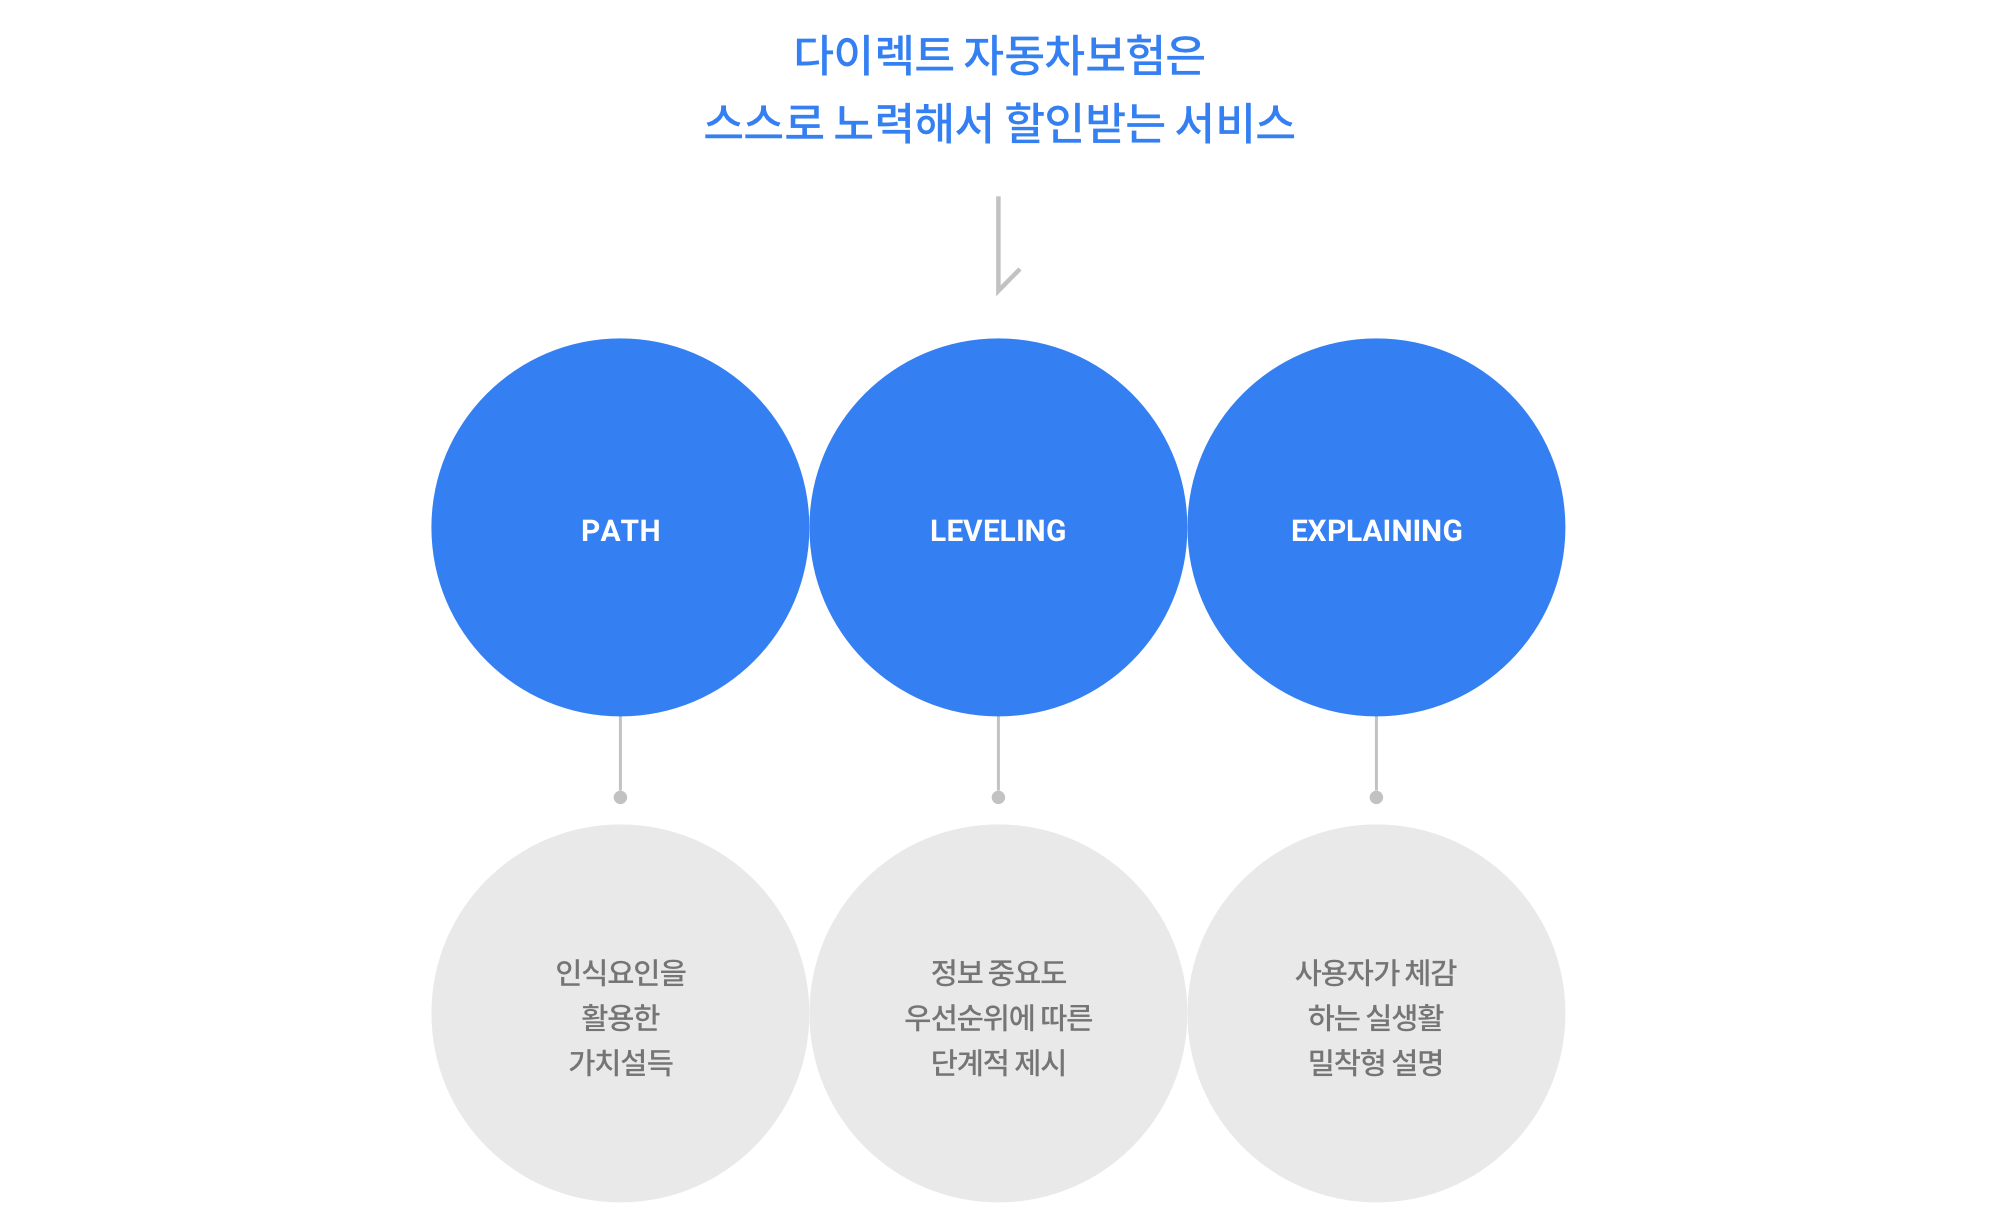 다이렉트 자동차보험은
스스로 노력해서 할인받는 서비스
PATH
LEVELING
EXPLAINING
인식요인을
활용한
가치설득
정보 중요도
우선순위에 따른
단계적 제시
사용자가 체감
하는 실생활
밀착형 설명